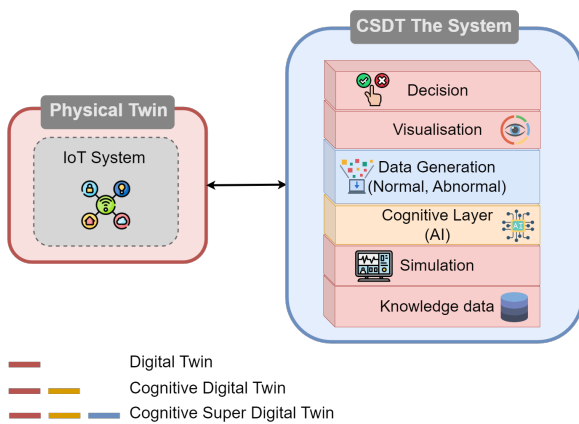 CSDT The System
Physical Twin
IoT System
Decision
Visualisation
Data Generation
(Normal, Abnormal)
Cognitive Layer
(AI)
Simulation
Knowledge data
Digital Twin
Cognitive Digital Twin
Cognitive Super Digital Twin